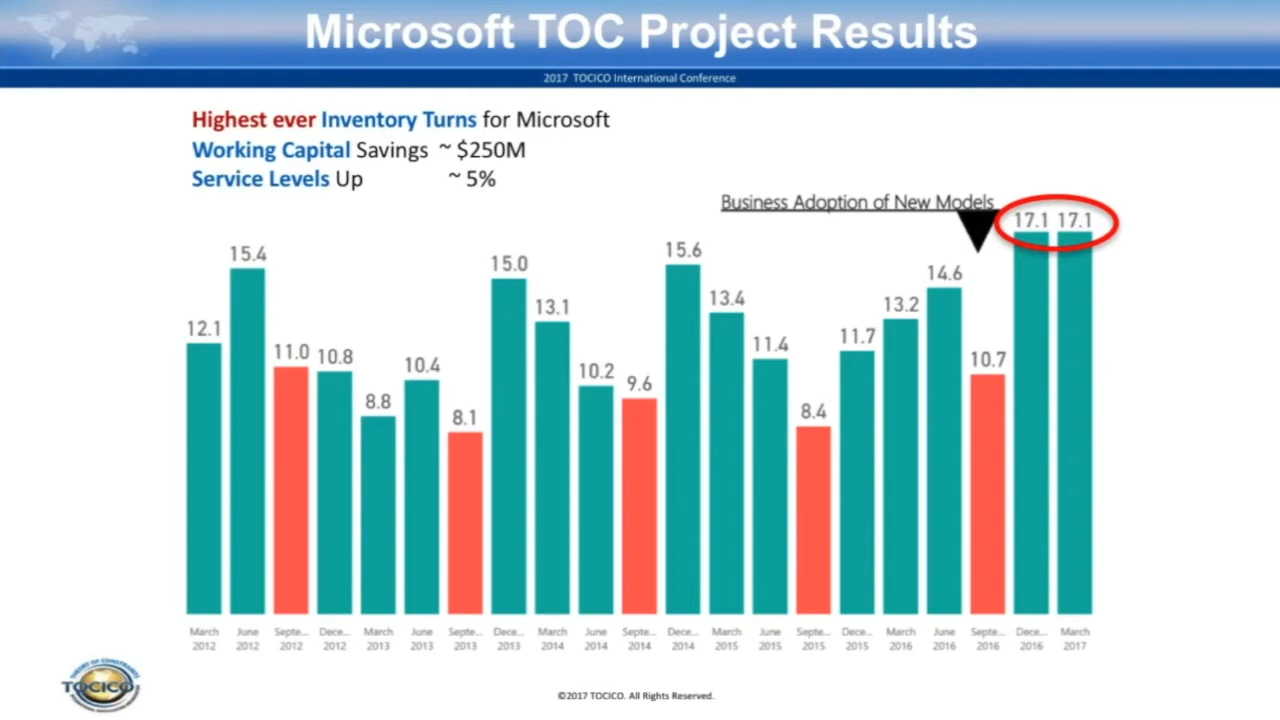 Microsoft TOC Project Results
2017 TOCICO International Conference
Highest ever Inventory Turns for Microsoft
Working Capital Savings ~ $250M
Service Levels Up ~ 5%
Business Adoption of New Models
17.1 17.1
15.4
15.6
15.0
14.6
13.4
13.1
13.2
12.1
11.7
11.4
11.0 10.8
10.7
10.4
10.2
9.6
8.8
8.4
8.1
March June Septe... Dece... March June Septe... Dece... March June Septe... Dece... March June Septe... Dece... March June Septe... Dece... March
2012 2012 2012 2012 2013 2013 2013 2013 2014 2014 2014 2014 2015 2015 2015 2015 2016 2016 2016 2016 2017
THEORY OF CONSTRAINTS
TOCICO
©2017 TOCICO. All Rights Reserved.